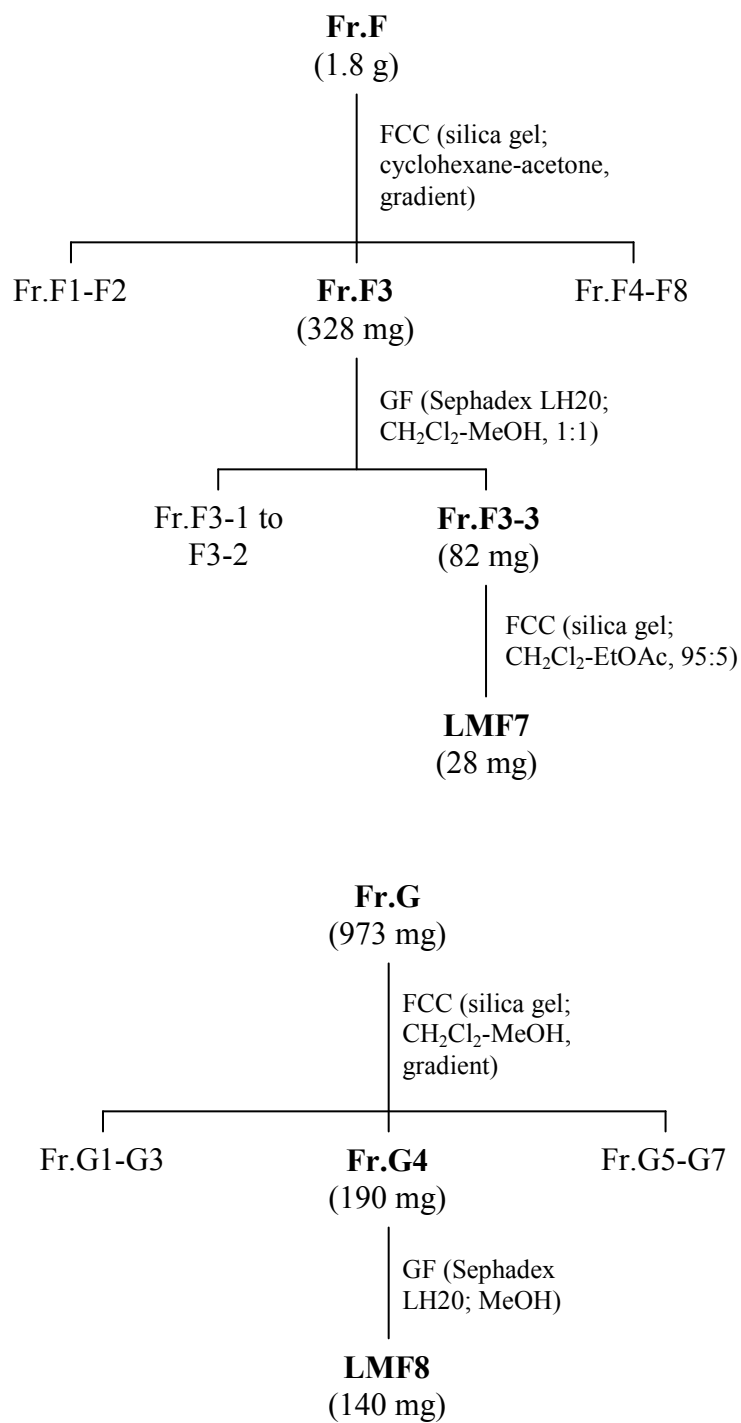 Fr.F
(1.8 g)
FCC (silica gel;
cyclohexane-acetone,
gradient)
Fr.F1-F2
Fr.F3
(328 mg)
Fr.F4-F8
GF (Sephadex LH20;
CH₂Cl₂-MeOH, 1:1)
Fr.F3-1 to
F3-2
Fr.F3-3
(82 mg)
FCC (silica gel;
CH₂Cl₂-EtOAc, 95:5)
LMF7
(28 mg)
Fr.G
(973 mg)
FCC (silica gel;
CH₂Cl₂-MeOH,
gradient)
Fr.G1-G3
Fr.G4
(190 mg)
Fr.G5-G7
GF (Sephadex
LH20; MeOH)
LMF8
(140 mg)